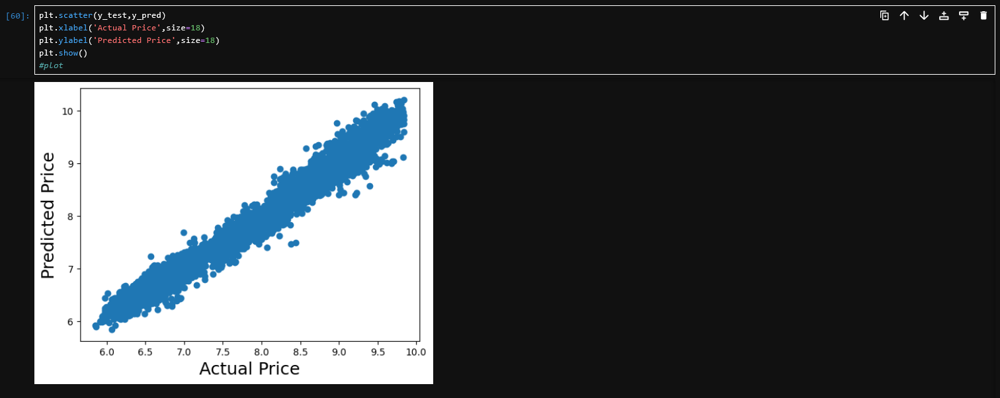 [60]: plt.scatter(y_test,y_pred)
plt.xlabel('Actual Price',size=18)
plt.ylabel('Predicted Price',size=18)
plt.show()
#plot
Predicted Price
10
9
8
7
6
6.0 6.5 7.0 7.5 8.0 8.5 9.0 9.5 10.0
Actual Price